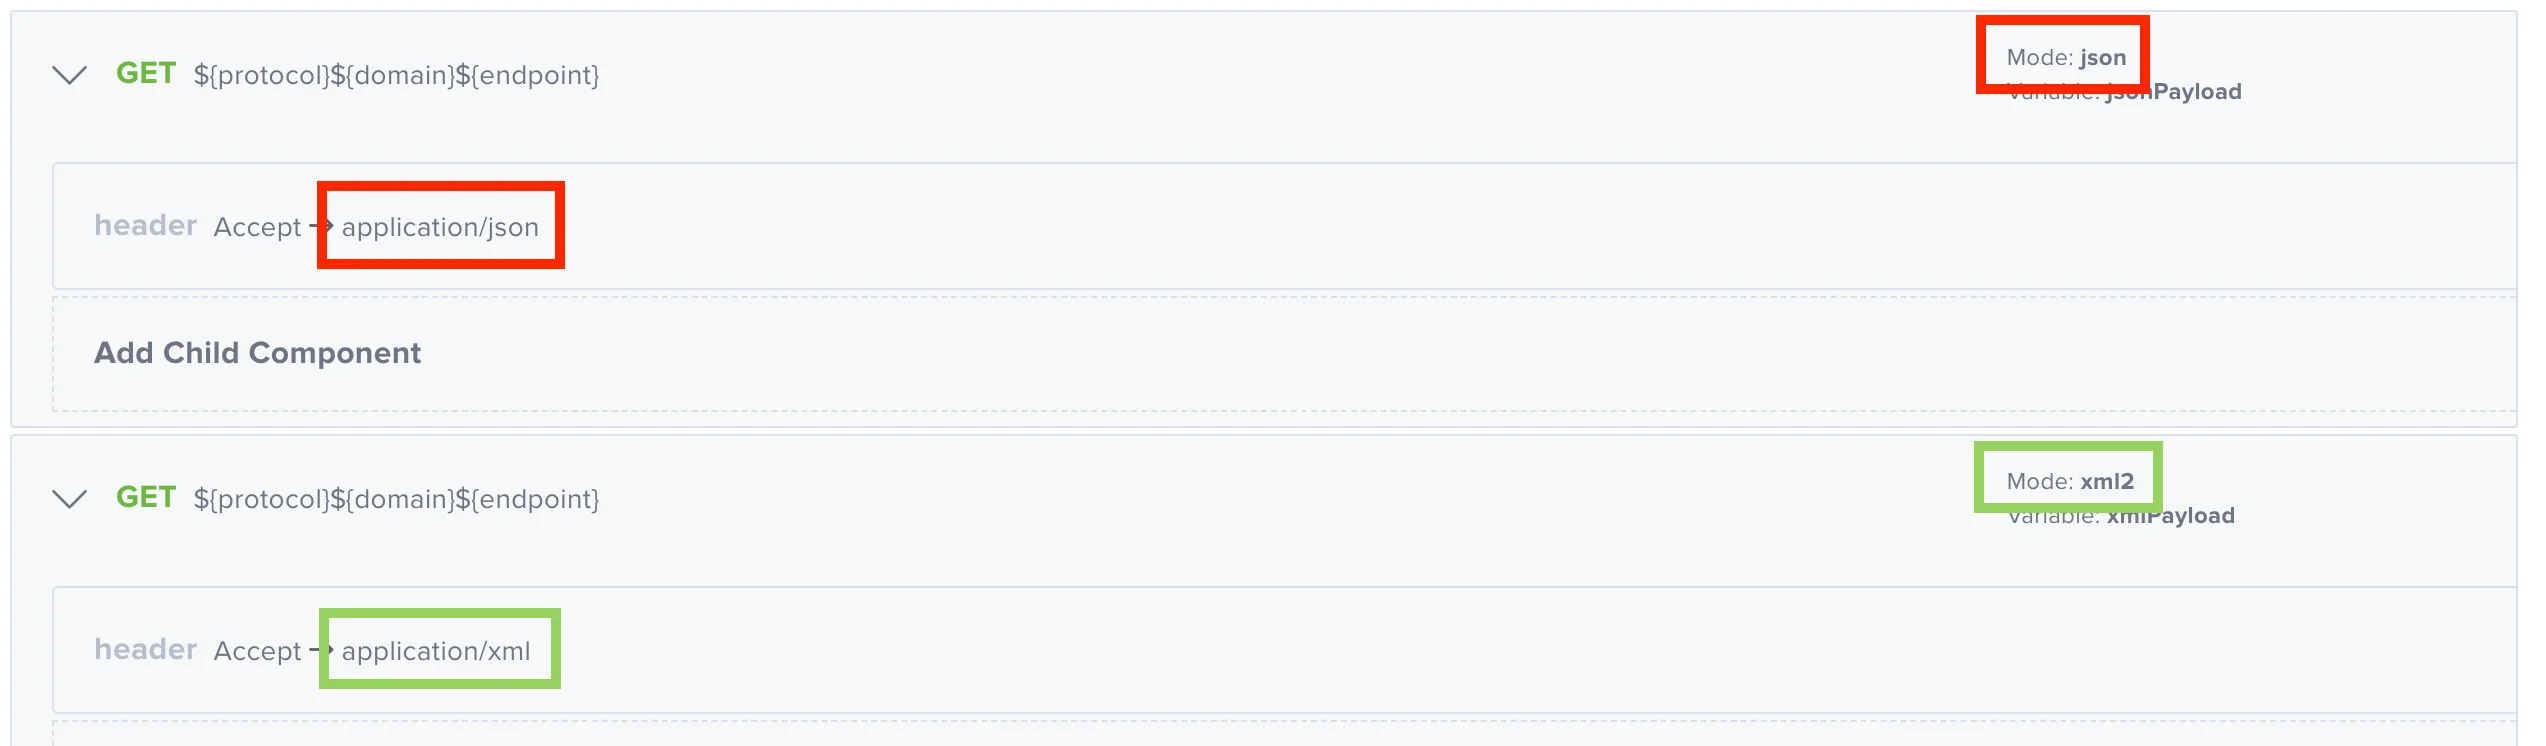 GET ${protocol}${domain}${endpoint}
Mode: json
Variable: jsonPayload
header Accept → application/json
Add Child Component
GET ${protocol}${domain}${endpoint}
Mode: xml2
Variable: xmlPayload
header Accept → application/xml